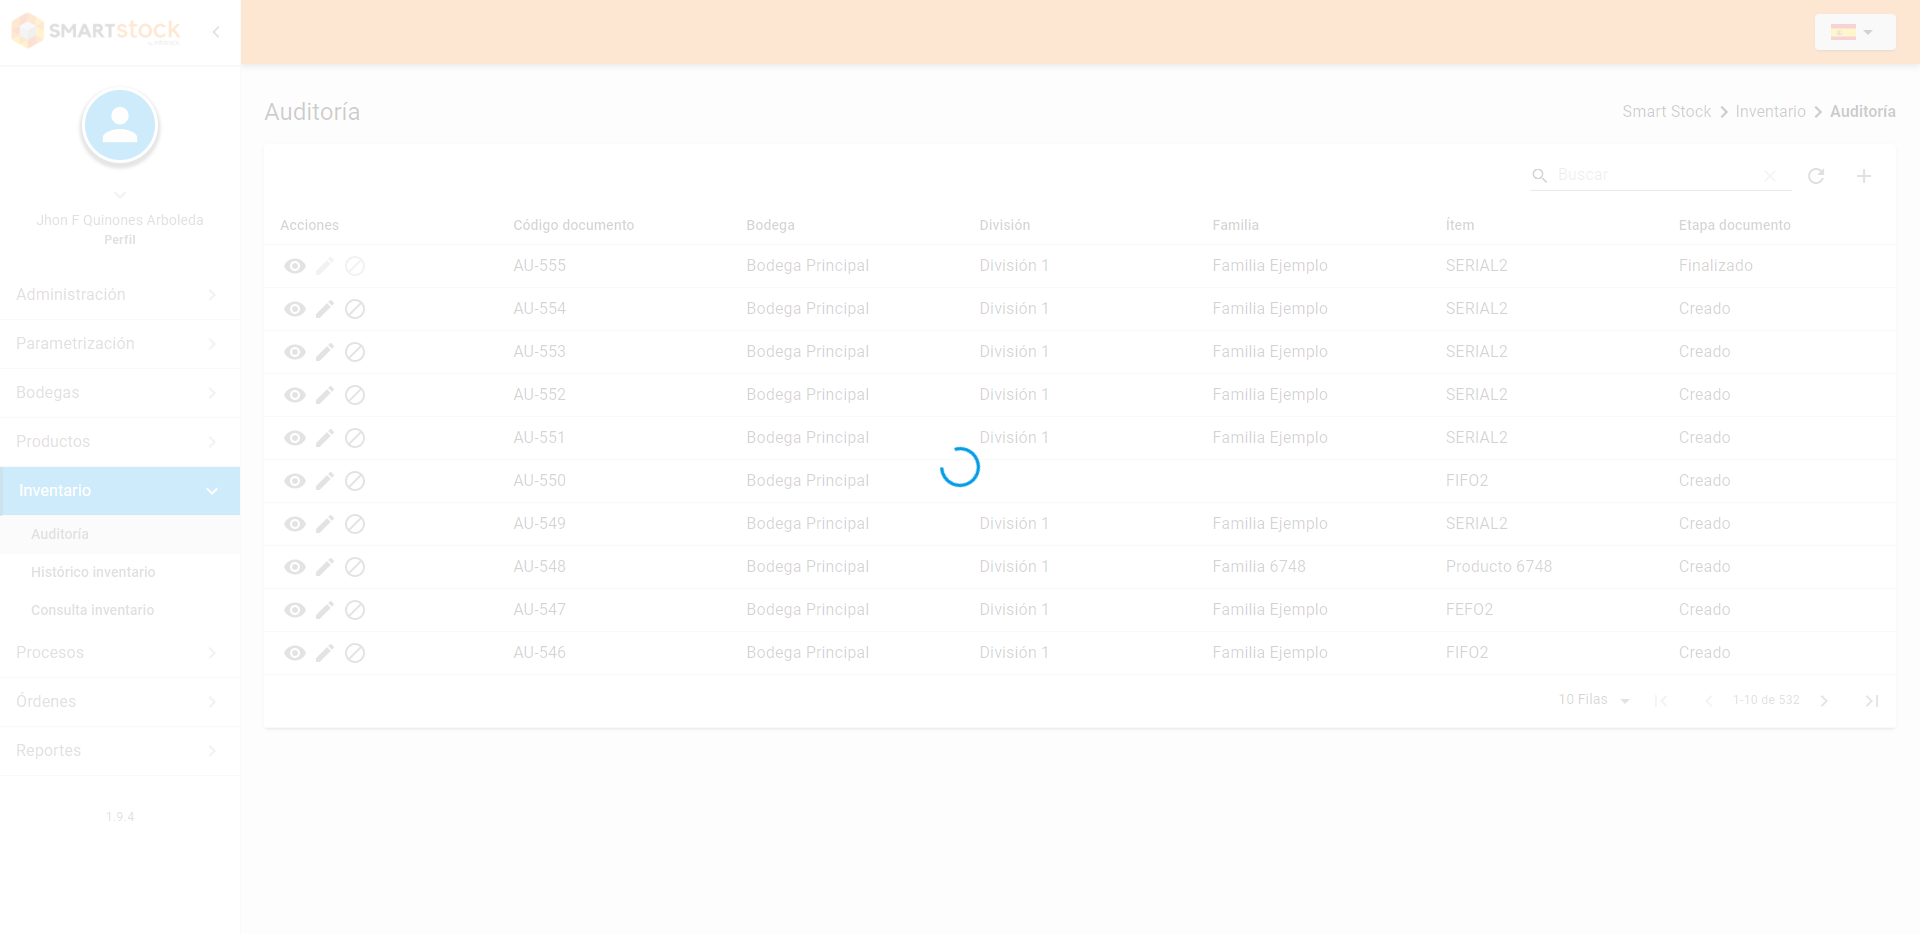 SMARTstock
Auditoría
Smart Stock > Inventario > Auditoría
Jhon F Quinones Arboleda
Perfil
Administración
Parametrización
Bodegas
Productos
Inventario
Auditoría
Histórico inventario
Consulta inventario
Procesos
Órdenes
Reportes
1.9.4
Buscar
Acciones Código documento Bodega División Familia Ítem Etapa documento
AU-555 Bodega Principal División 1 Familia Ejemplo SERIAL2 Finalizado
AU-554 Bodega Principal División 1 Familia Ejemplo SERIAL2 Creado
AU-553 Bodega Principal División 1 Familia Ejemplo SERIAL2 Creado
AU-552 Bodega Principal División 1 Familia Ejemplo SERIAL2 Creado
AU-551 Bodega Principal División 1 Familia Ejemplo SERIAL2 Creado
AU-550 Bodega Principal FIFO2 Creado
AU-549 Bodega Principal División 1 Familia Ejemplo SERIAL2 Creado
AU-548 Bodega Principal División 1 Familia 6748 Producto 6748 Creado
AU-547 Bodega Principal División 1 Familia Ejemplo FEFO2 Creado
AU-546 Bodega Principal División 1 Familia Ejemplo FIFO2 Creado
10 Filas 1-10 de 532